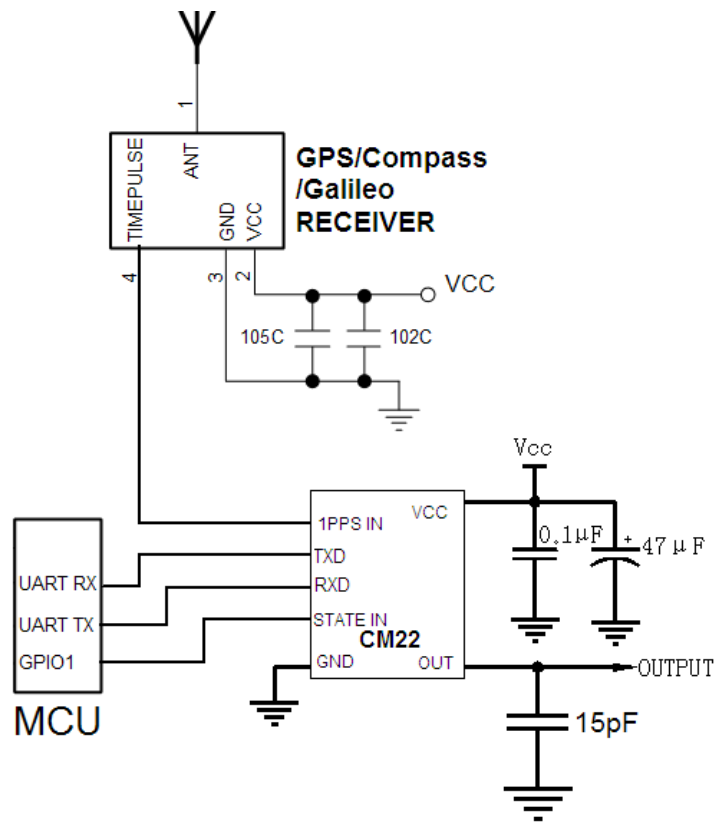 1
TIMEPULSE
ANT
GND
VCC
GPS/Compass
/Galileo
RECEIVER
4
3
2
VCC
105C
102C
Vcc
1PPS IN
VCC
0.1μF
+
47μF
TXD
UART RX
RXD
UART TX
STATE IN
CM22
GPIO1
GND
OUT
OUTPUT
MCU
15pF